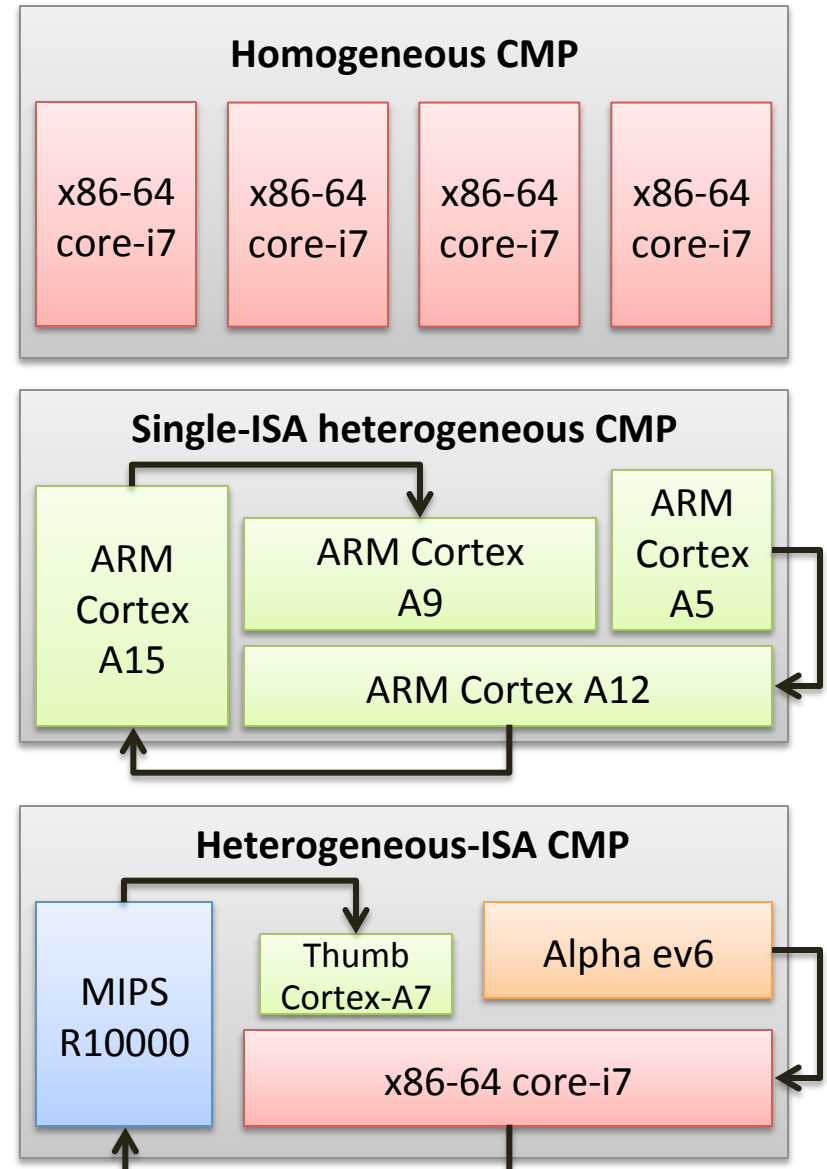 Homogeneous CMP
x86-64
core-i7
x86-64
core-i7
x86-64
core-i7
x86-64
core-i7
Single-ISA heterogeneous CMP
ARM
Cortex
A15
ARM Cortex
A9
ARM
Cortex
A5
ARM Cortex A12
Heterogeneous-ISA CMP
MIPS
R10000
Thumb
Cortex-A7
Alpha ev6
x86-64 core-i7